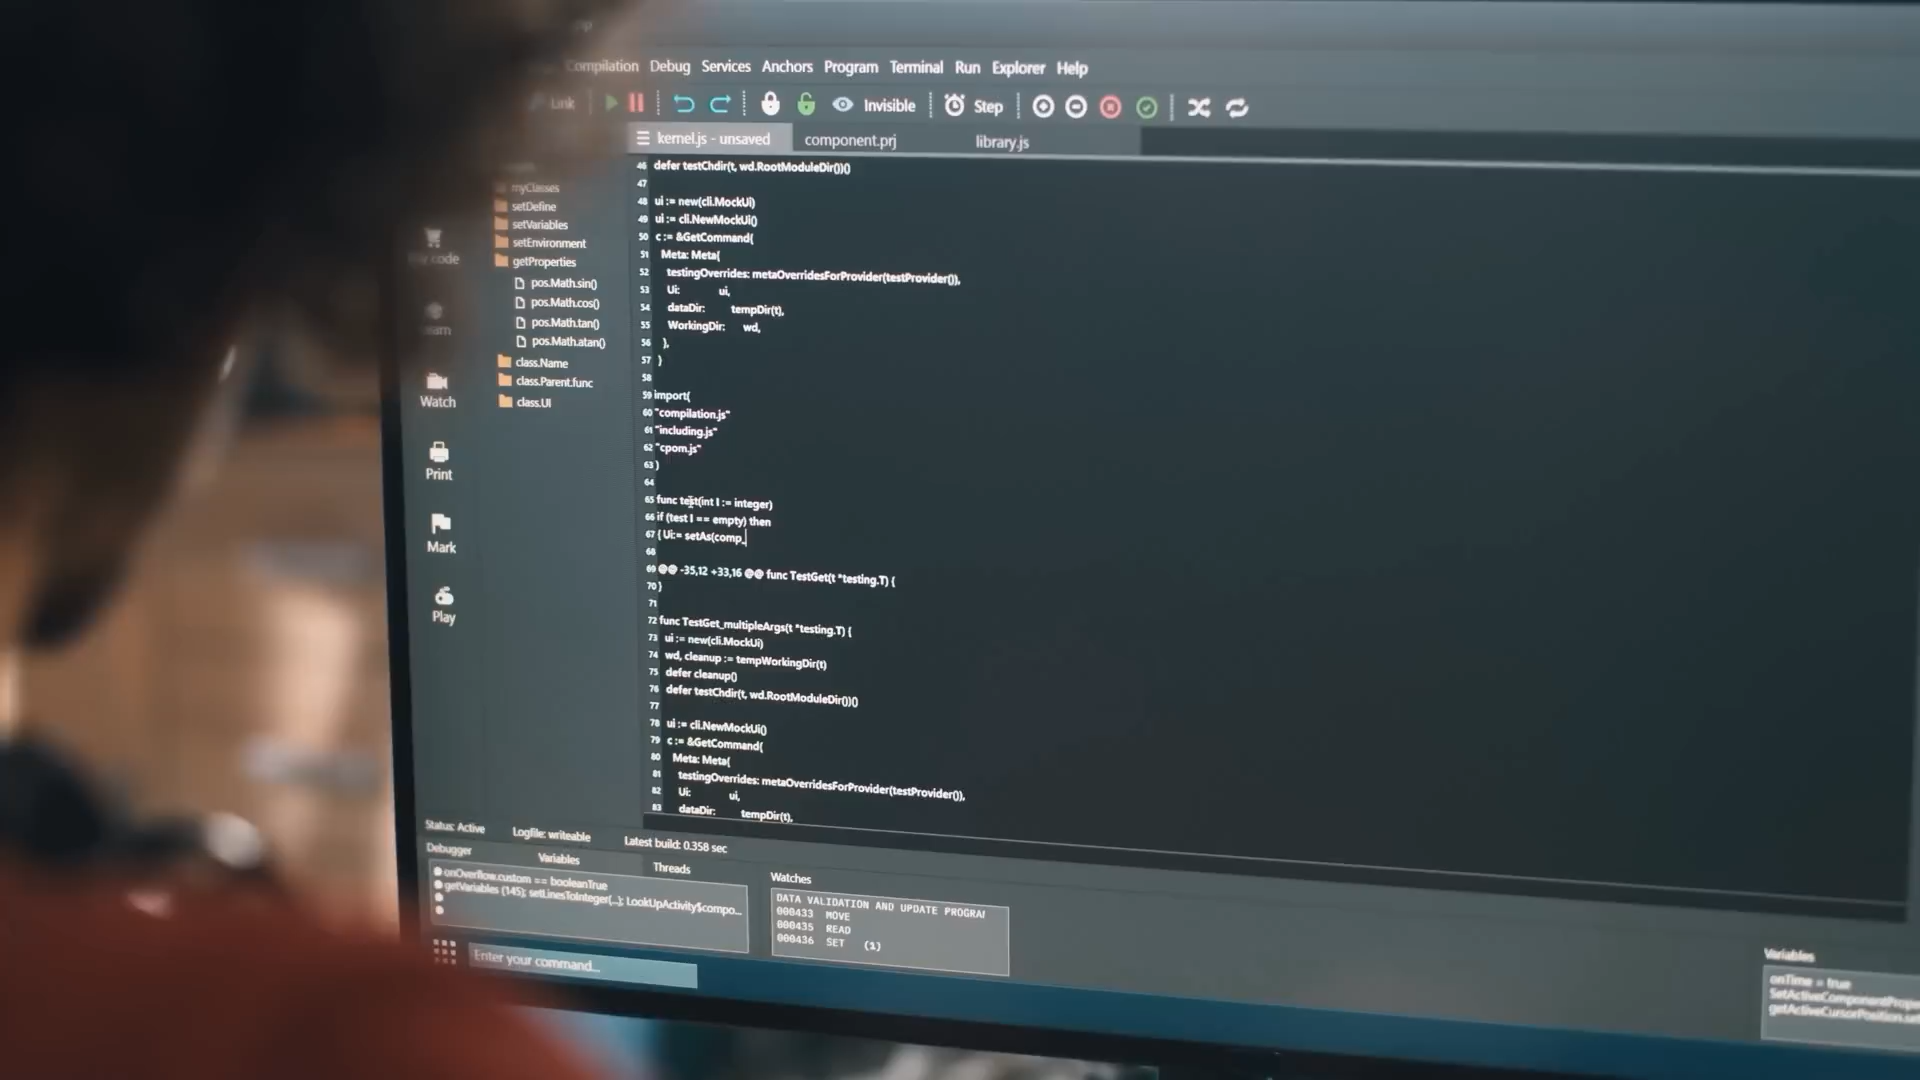 Compilation Debug Services Anchors Program Terminal Run Explorer Help
Link Invisible Step
kernel.js - unsaved component.prj library.js
myClasses
setDefine
setVariables
setEnvironment
getProperties
pos.Math.sin()
pos.Math.cos()
pos.Math.tan()
pos.Math.atan()
class.Name
class.Parent.func
class.UI
code
Watch
Print
Mark
Play
46 defer testChdir(t, wd.RootModuleDir())()
47
48 ui := new(cli.MockUi)
49 ui := cli.NewMockUi()
50 c := &GetCommand{
51 Meta: Meta{
52 testingOverrides: metaOverridesForProvider(testProvider()),
53 Ui: ui,
54 dataDir: tempDir(t),
55 WorkingDir: wd,
56 },
57 }
58
59 import(
60 "compilation.js"
61 "including.js"
62 "cpom.js"
63 )
64
65 func test(int I := integer)
66 if (test I == empty) then
67 { Ui:= setAs(comp_
68
69 @@ -35,12 +33,16 @@ func TestGet(t *testing.T) {
70 }
71
72 func TestGet_multipleArgs(t *testing.T) {
73 ui := new(cli.MockUi)
74 wd, cleanup := tempWorkingDir(t)
75 defer cleanup()
76 defer testChdir(t, wd.RootModuleDir())()
77
78 ui := cli.NewMockUi()
79 c := &GetCommand{
80 Meta: Meta{
81 testingOverrides: metaOverridesForProvider(testProvider()),
82 Ui: ui,
83 dataDir: tempDir(t),
Status: Active Logfile: writeable Latest build: 0.358 sec
Debugger Variables Threads
onOverflow.custom == booleanTrue
getVariables (145); setLinesToInteger(...); LookUpActivity$compo...
Watches
DATA VALIDATION AND UPDATE PROGRAM
000433 MOVE
000435 READ
000436 SET (1)
Enter your command...
Variables
onTime = true
SetActiveComponentPrope
getActiveCursorPosition.set